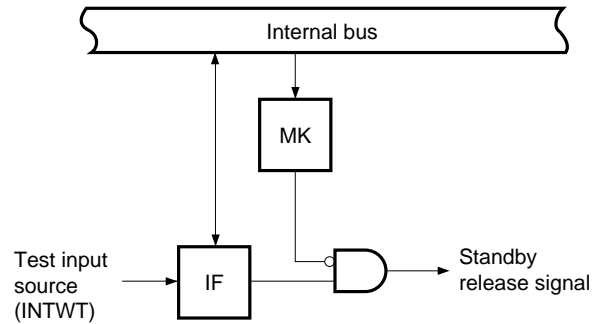 Internal bus
MK
Test input
source
(INTWT)
IF
Standby
release signal